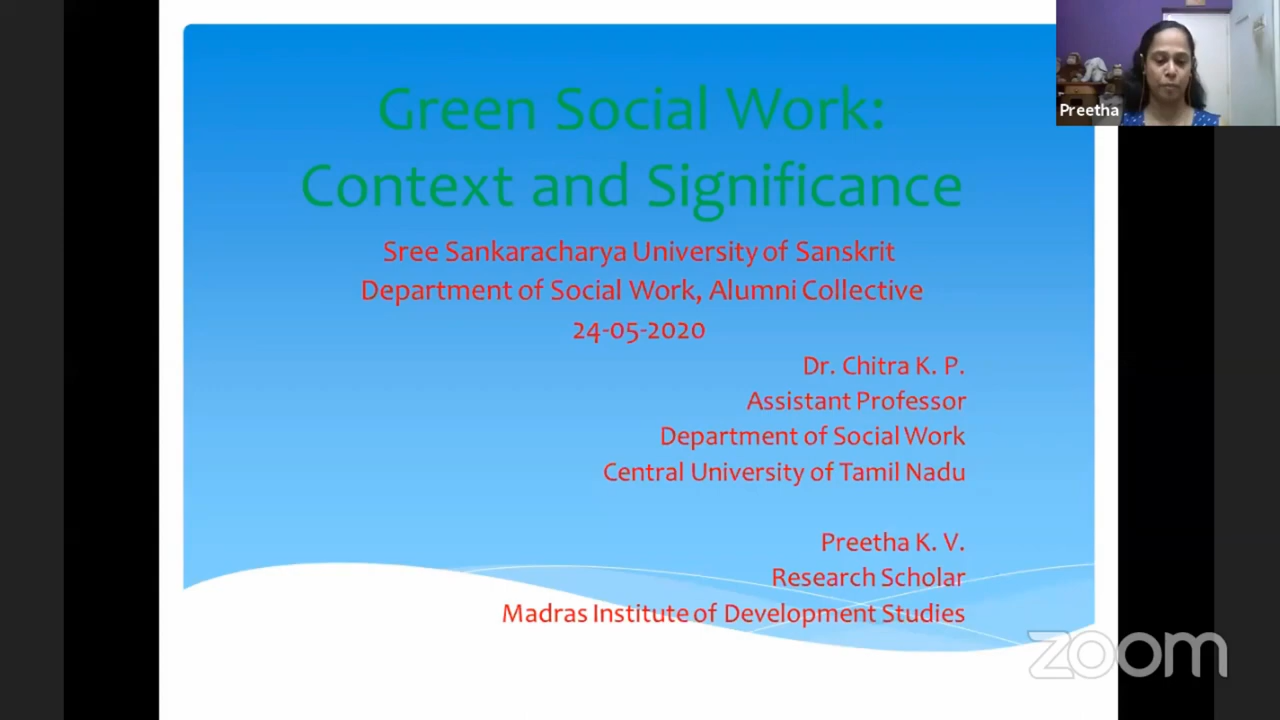 Green Social Work:
Context and Significance
Sree Sankaracharya University of Sanskrit
Department of Social Work, Alumni Collective
24-05-2020
Dr. Chitra K. P.
Assistant Professor
Department of Social Work
Central University of Tamil Nadu
Preetha K. V.
Research Scholar
Madras Institute of Development Studies
Preetha
zoom